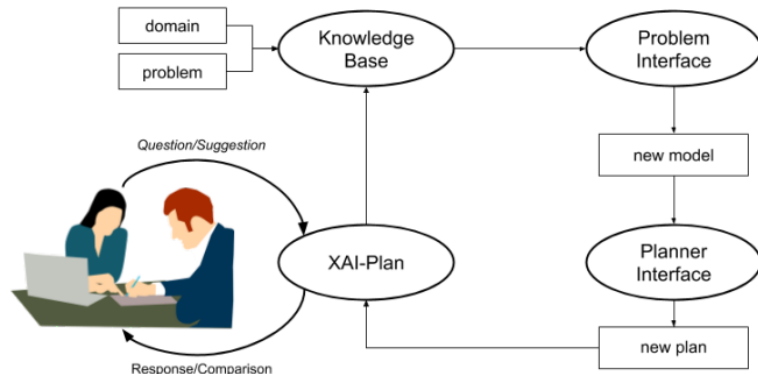 domain
problem
Knowledge
Base
Problem
Interface
Question/Suggestion
new model
XAI-Plan
Planner
Interface
new plan
Response/Comparison